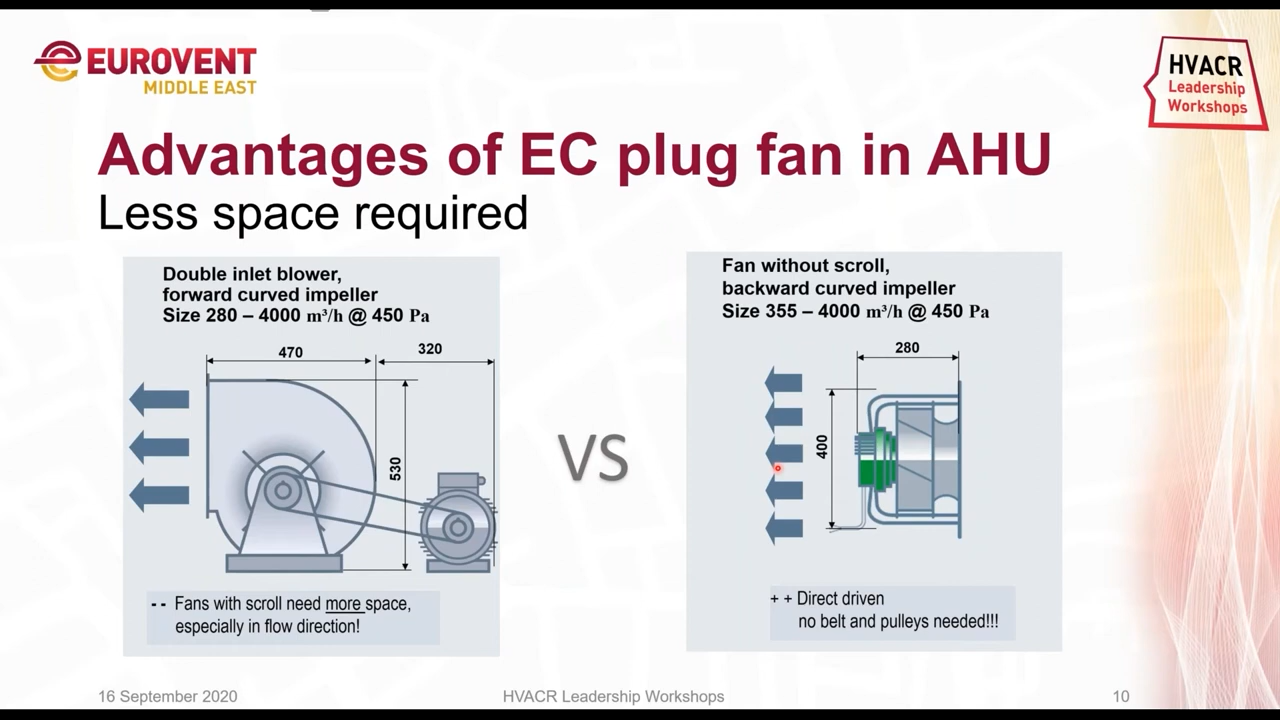 EUROVENT
MIDDLE EAST
HVACR
Leadership
Workshops
Advantages of EC plug fan in AHU
Less space required
Double inlet blower,
forward curved impeller
Size 280 – 4000 m³/h @ 450 Pa
470
320
530
-- Fans with scroll need more space,
especially in flow direction!
VS
Fan without scroll,
backward curved impeller
Size 355 – 4000 m³/h @ 450 Pa
280
400
+ + Direct driven
no belt and pulleys needed!!!
16 September 2020
HVACR Leadership Workshops
10